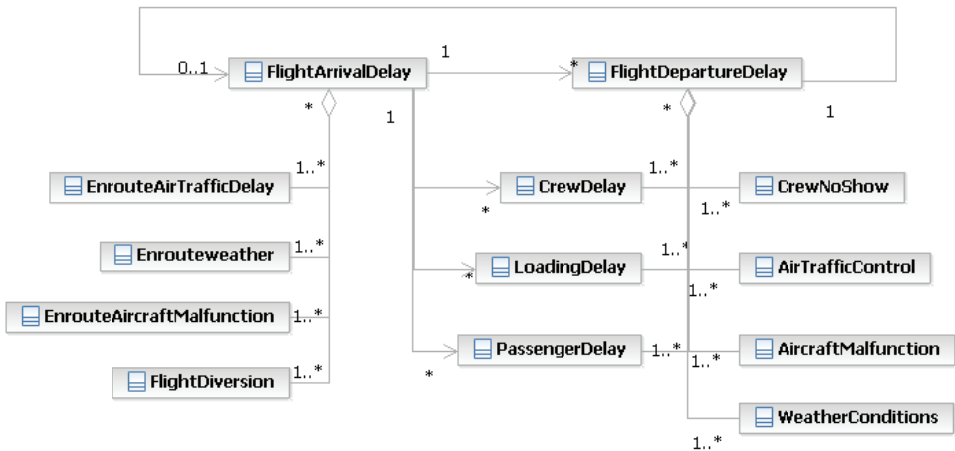 1
0..1 FlightArrivalDelay * FlightDepartureDelay
* 1 * 1
1..* 1..*
EnrouteAirTrafficDelay CrewDelay CrewNoShow
* 1..*
1..* 1..*
Enrouteweather LoadingDelay AirTrafficControl
* 1..*
EnrouteAircraftMalfunction 1..*
PassengerDelay 1..* AircraftMalfunction
1..*
FlightDiversion 1..* *
WeatherConditions
1..*